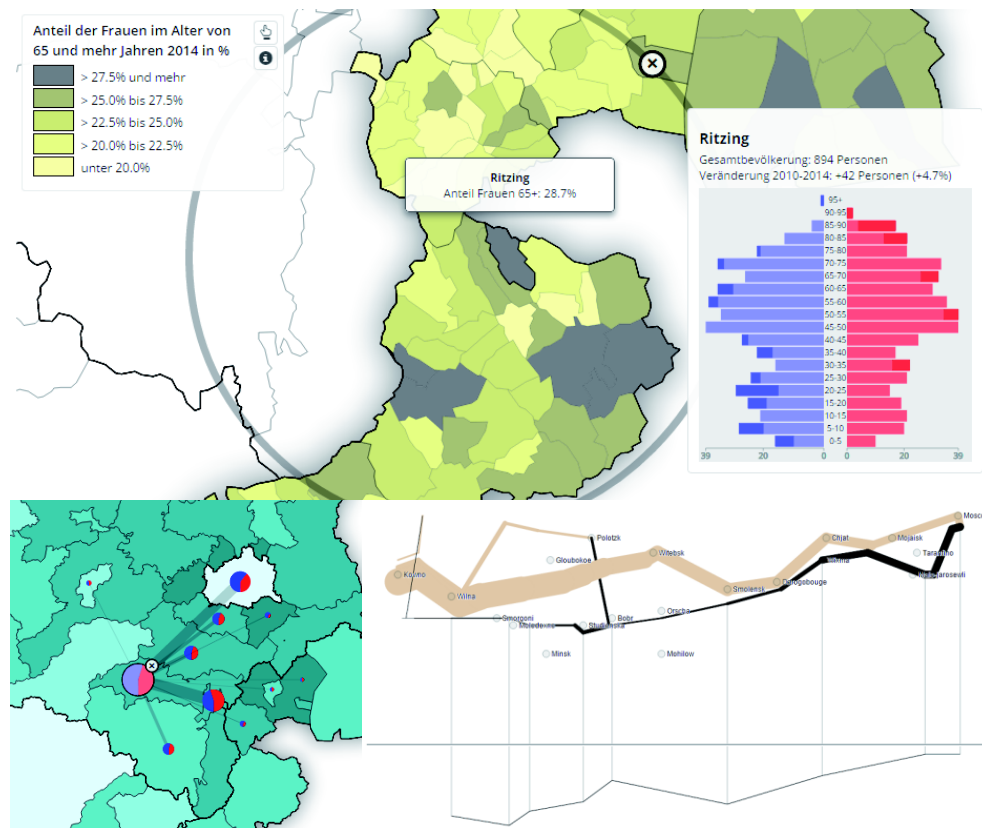 Anteil der Frauen im Alter von
65 und mehr Jahren 2014 in %
> 27.5% und mehr
> 25.0% bis 27.5%
> 22.5% bis 25.0%
> 20.0% bis 22.5%
unter 20.0%
Ritzing
Anteil Frauen 65+: 28.7%
Ritzing
Gesamtbevölkerung: 894 Personen
Veränderung 2010-2014: +42 Personen (+4.7%)
95+
90-95
85-90
80-85
75-80
70-75
65-70
60-65
55-60
50-55
45-50
40-45
35-40
30-35
25-30
20-25
15-20
10-15
5-10
0-5
39 20 0 0 20 39
Mosco
Polotzk
Chjat
Mojaisk
Gloubokoe
Witebsk
Kowno
Wilna
Smolensk
Dorogobouge
Smorgoni
Bobr
Orscha
Minsk
Mohilow